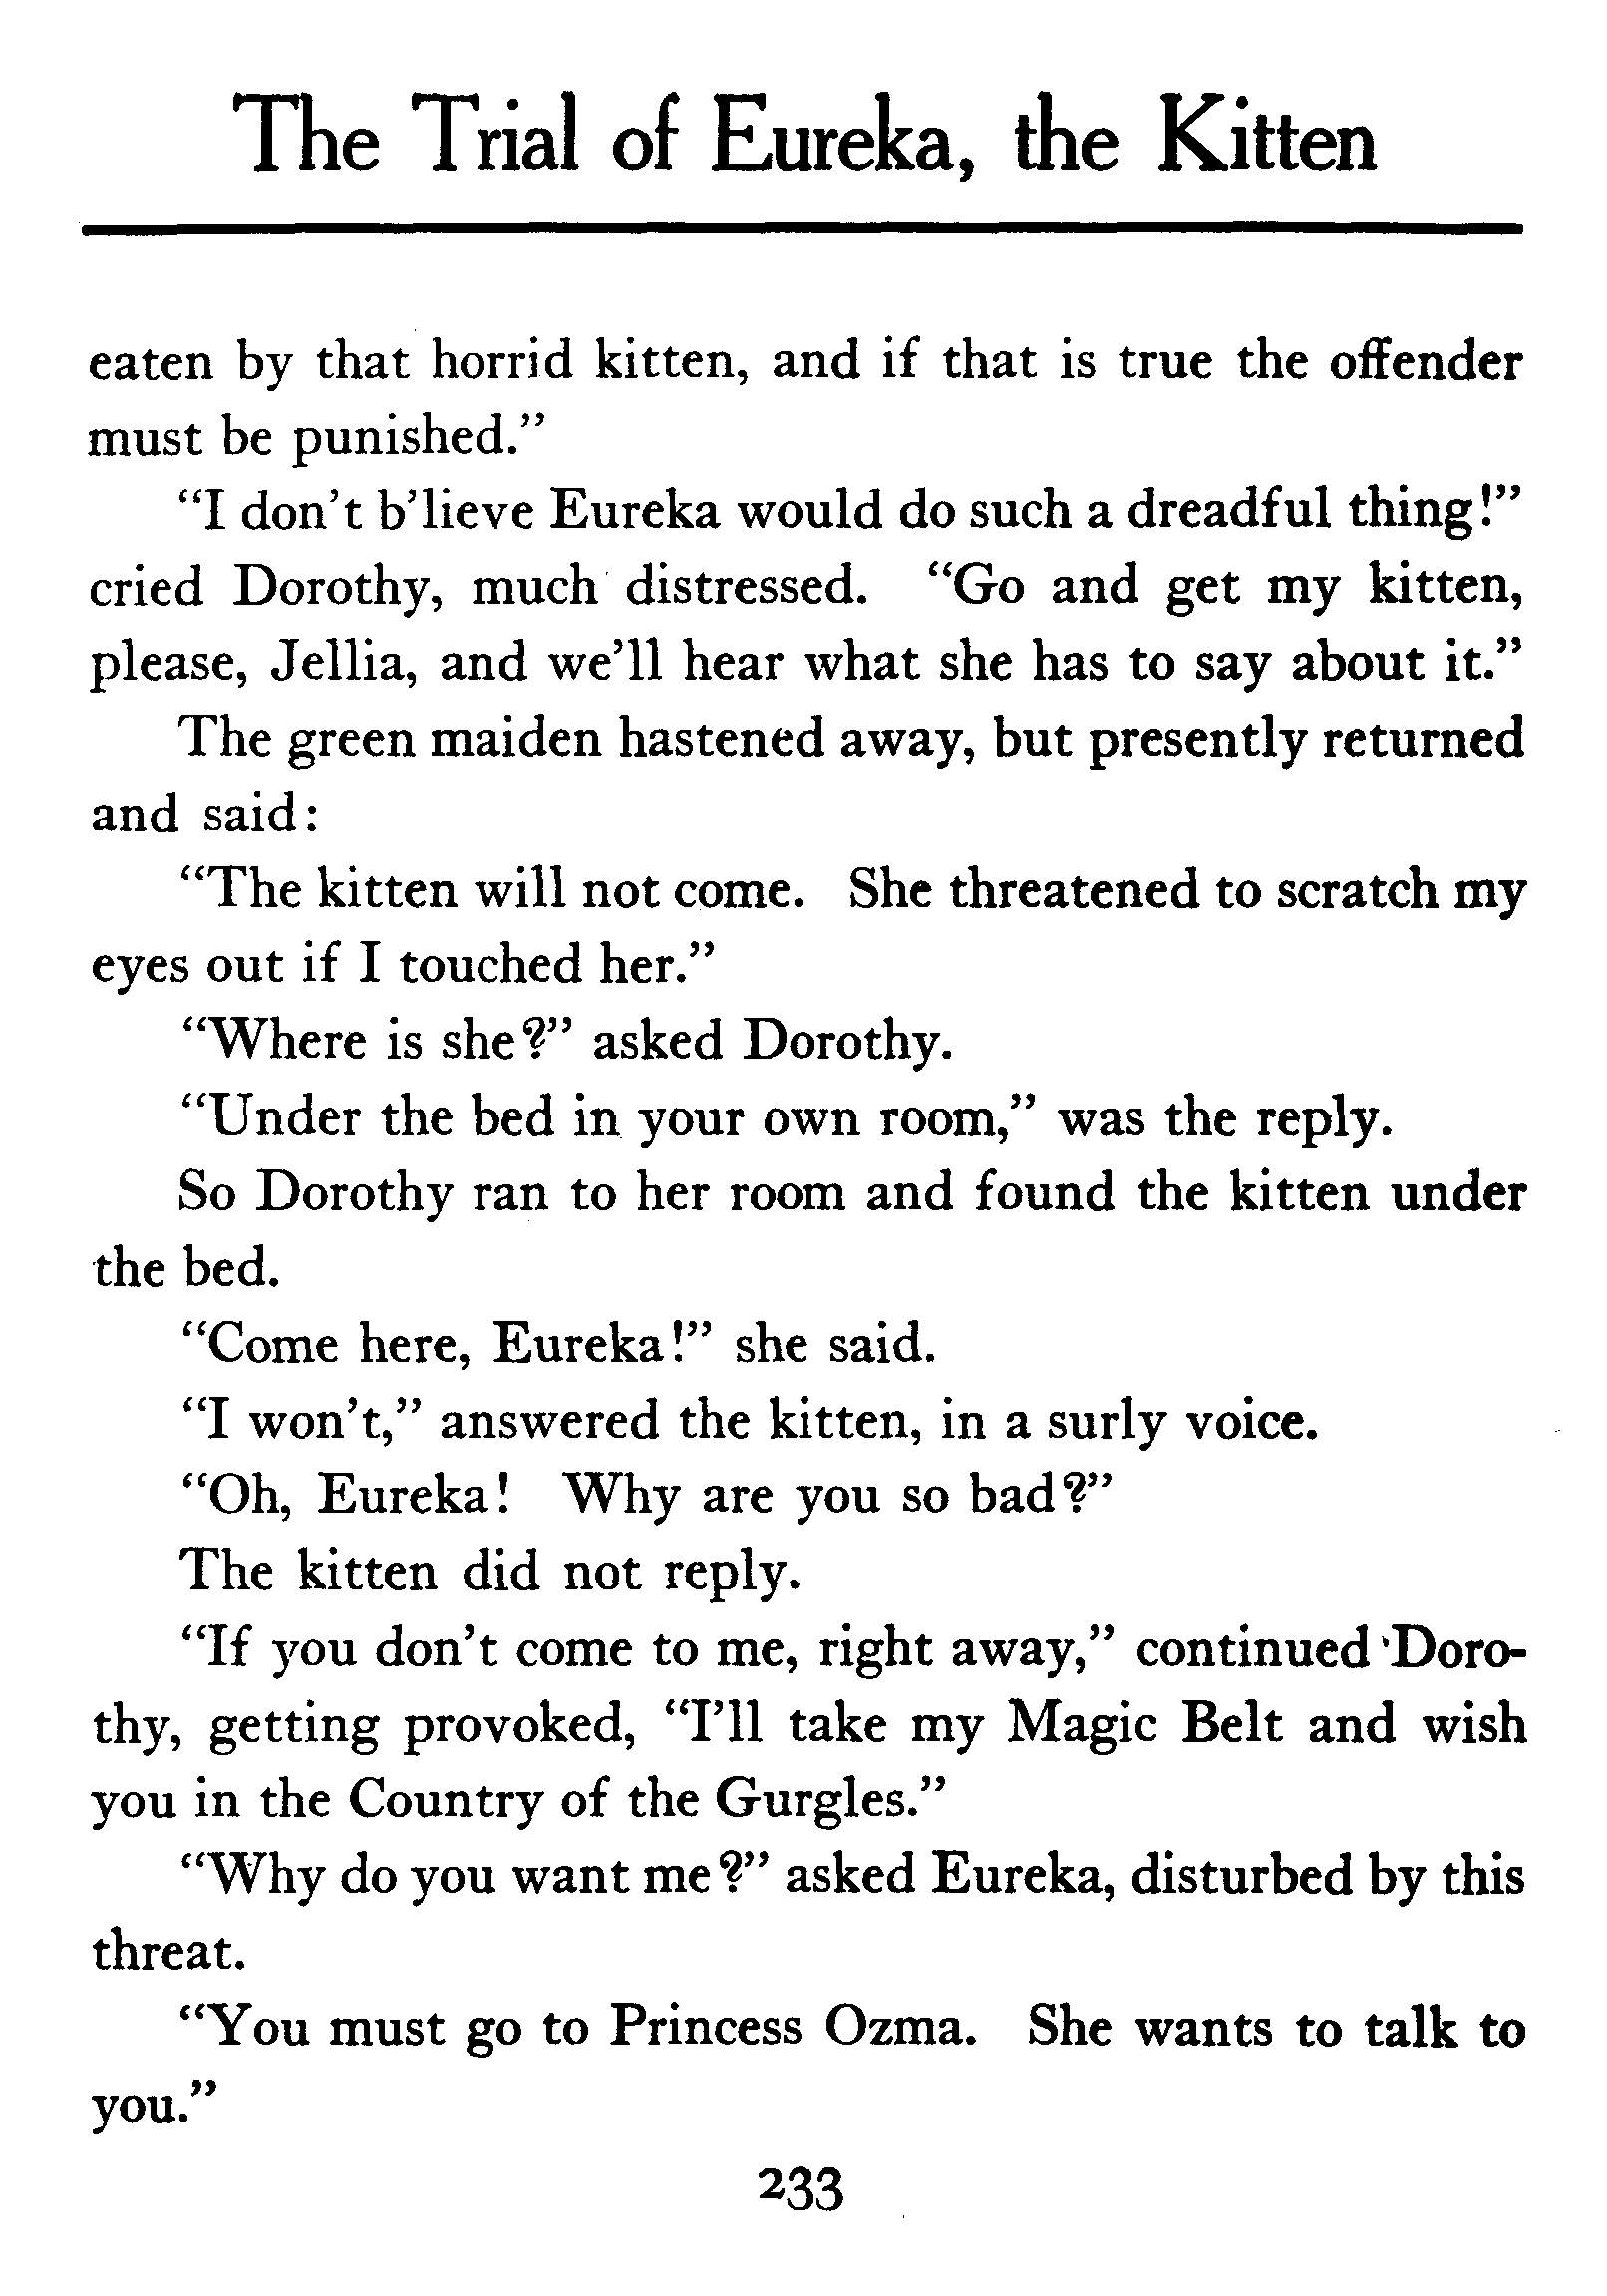 The Trial of Eureka, the Kitten
eaten by that horrid kitten, and if that is true the offender
must be punished.”
“I don’t b’lieve Eureka would do such a dreadful thing!”
cried Dorothy, much distressed. “Go and get my kitten,
please, Jellia, and we’ll hear what she has to say about it.”
The green maiden hastened away, but presently returned
and said:
“The kitten will not come. She threatened to scratch my
eyes out if I touched her.”
“Where is she?” asked Dorothy.
“Under the bed in your own room,” was the reply.
So Dorothy ran to her room and found the kitten under
the bed.
“Come here, Eureka!” she said.
“I won’t,” answered the kitten, in a surly voice.
“Oh, Eureka! Why are you so bad?”
The kitten did not reply.
“If you don’t come to me, right away,” continued Doro-
thy, getting provoked, “I’ll take my Magic Belt and wish
you in the Country of the Gurgles.”
“Why do you want me?” asked Eureka, disturbed by this
threat.
“You must go to Princess Ozma. She wants to talk to
you.”
233